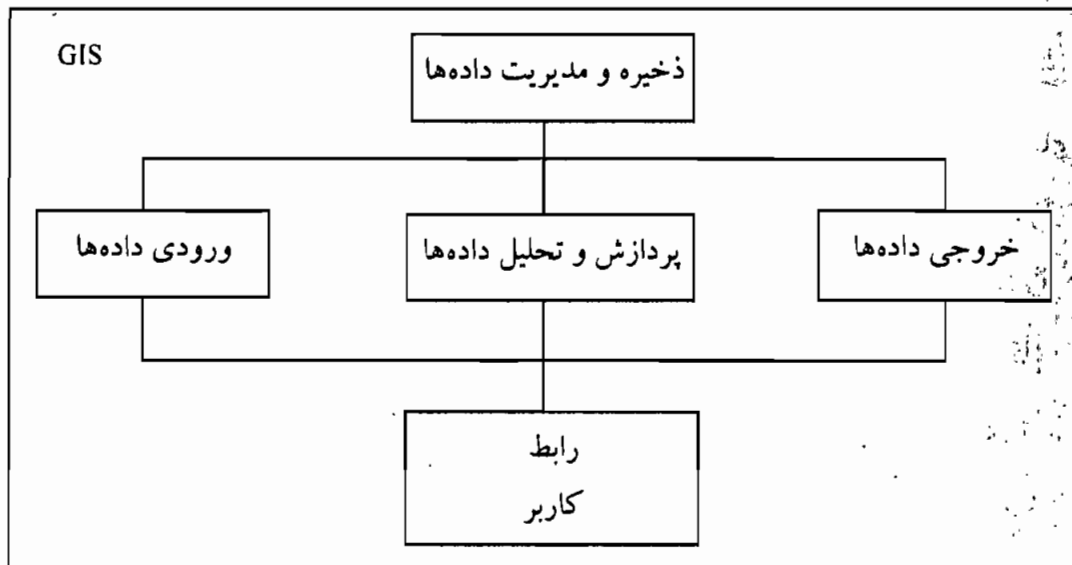 GIS
ذخیره و مدیریت داده‌ها
خروجی داده‌ها
پردازش و تحلیل داده‌ها
ورودی داده‌ها
رابط
کاربر